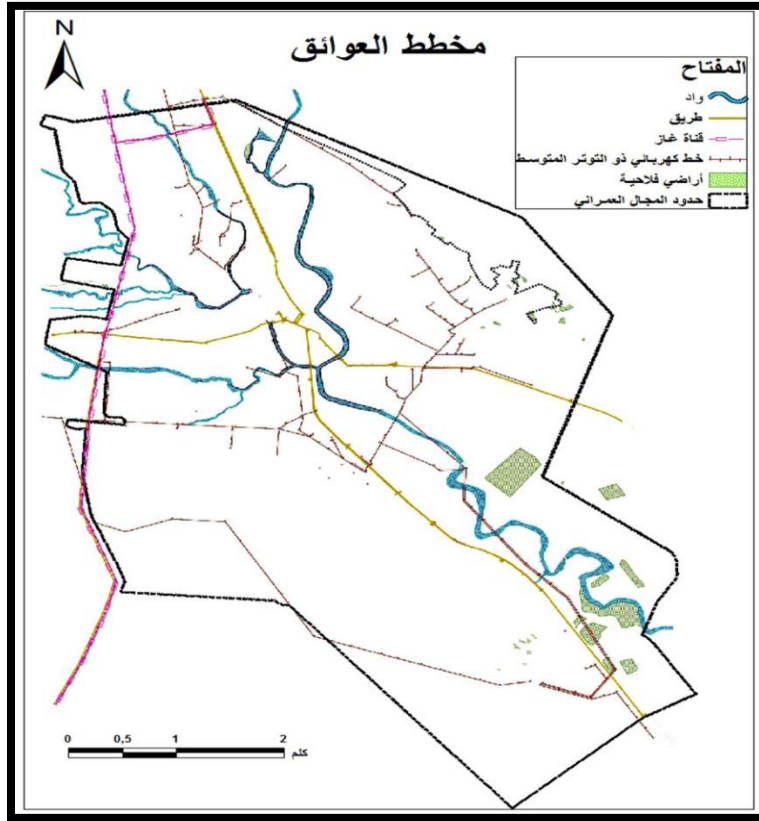 N
مخطط العوائق
المفتاح
واد
طريق
قناة غاز
خط كهربائي ذو التوتر المتوسط
أراضي فلاحية
حدود المجال العمراني
0 0,5 1 2
كلم